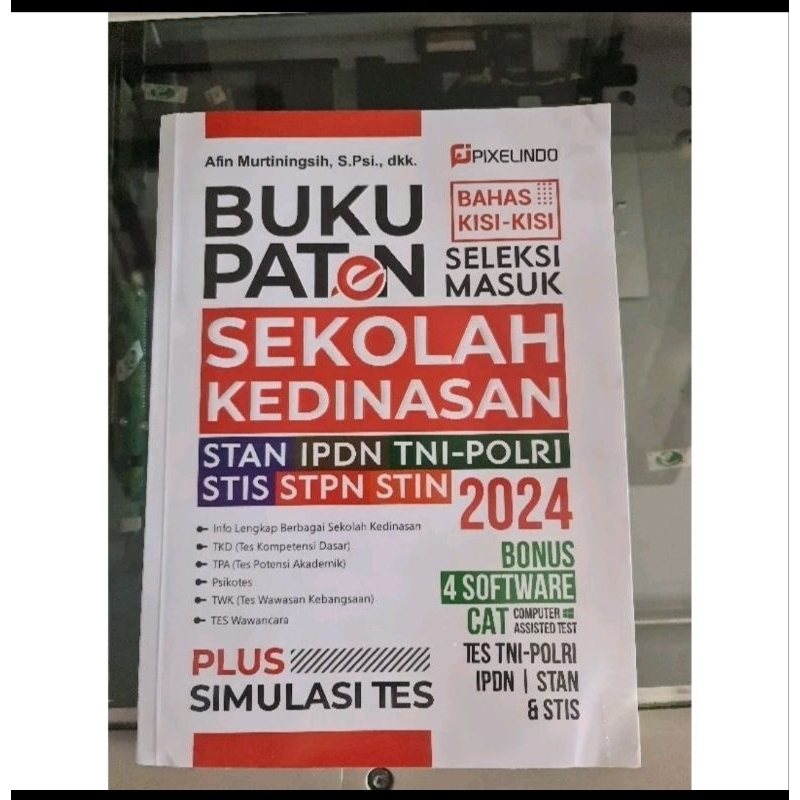 Afin Murtiningsih, S.Psi., dkk.
PIXELINDO
BUKU
PATeN
BAHAS
KISI-KISI
SELEKSI
MASUK
SEKOLAH
KEDINASAN
STAN IPDN TNI-POLRI
STIS STPN STIN
2024
Info Lengkap Berbagai Sekolah Kedinasan
TKD (Tes Kompetensi Dasar)
TPA (Tes Potensi Akademik)
Psikotes
TWK (Tes Wawasan Kebangsaan)
TES Wawancara
BONUS
4 SOFTWARE
CAT COMPUTER
ASSISTED TEST
TES TNI-POLRI
IPDN | STAN
& STIS
PLUS
SIMULASI TES